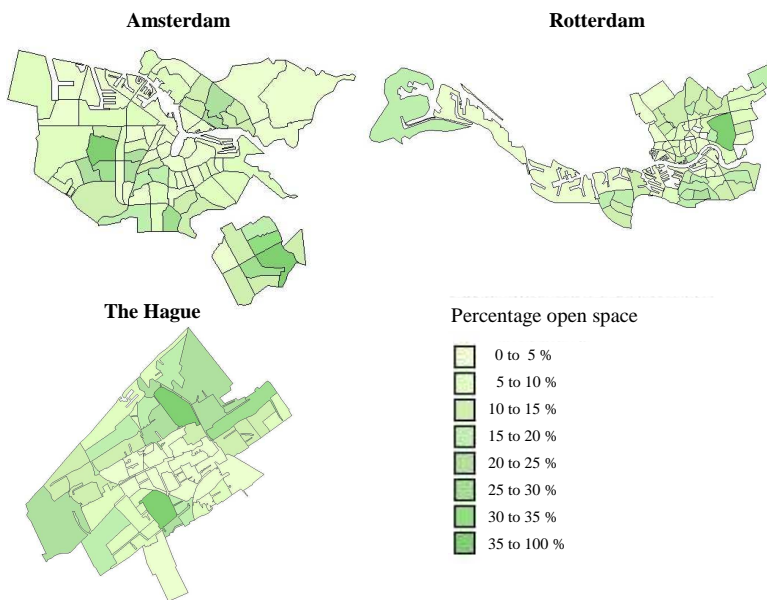 Amsterdam
Rotterdam
The Hague
Percentage open space
0 to 5 %
5 to 10 %
10 to 15 %
15 to 20 %
20 to 25 %
25 to 30 %
30 to 35 %
35 to 100 %